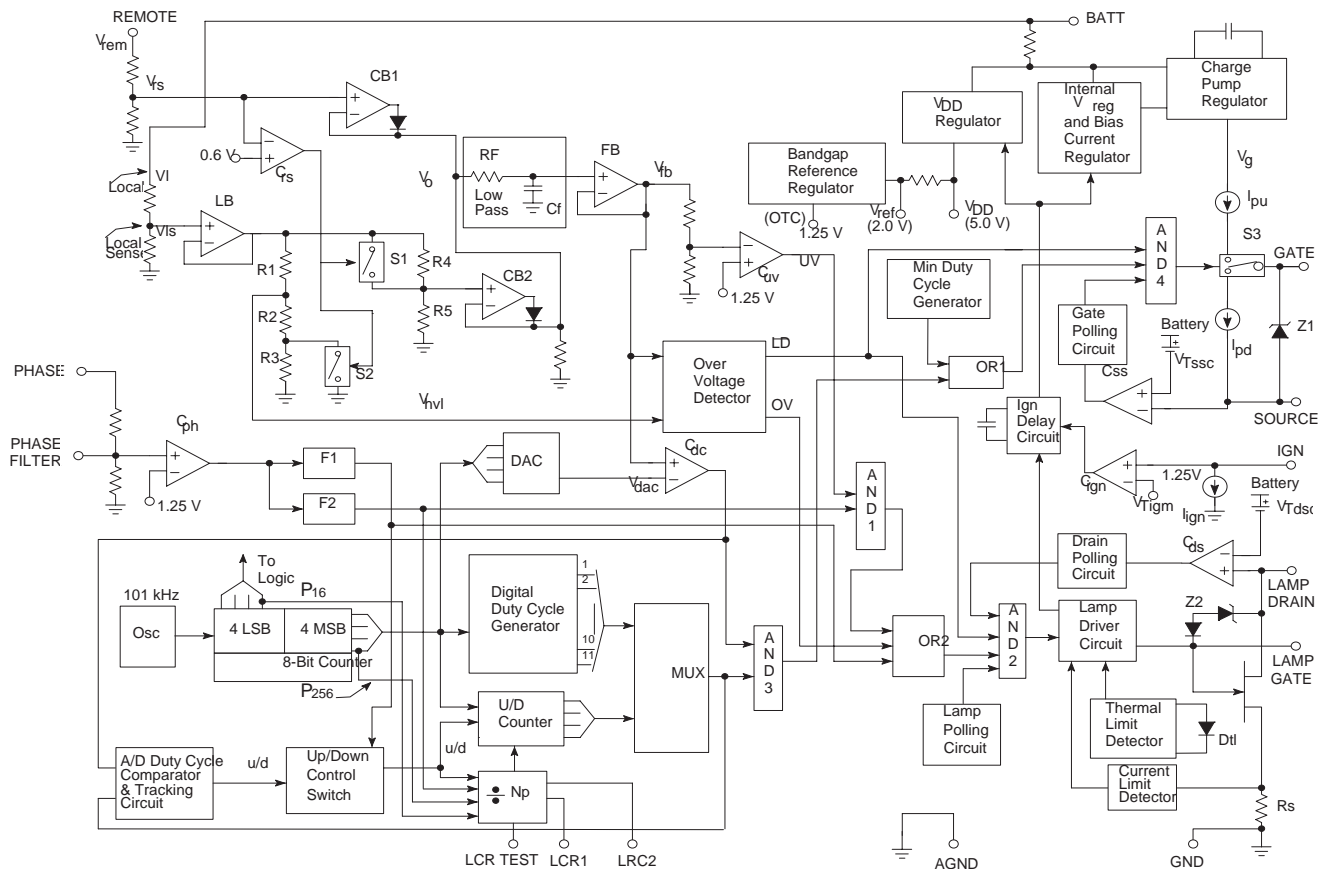 REMOTE
BATT
Vrem
Vrs
CB1
+
−
Charge
Pump
Regulator
Internal
V reg
and Bias
Current
Regulator
VDD
Regulator
0.6 V
−
+
Crs
RF
Low
Pass
Cf
Vo
FB
+
−
Vfb
Bandgap
Reference
Regulator
(OTC)
1.25 V
Vref
(2.0 V)
VDD
(5.0 V)
Vg
Ipu
Vl
Local
LB
Vls
Local
Sense
+
−
R1
S1
R4
CB2
+
−
R2
R5
R3
S2
−
+
Cuv
UV
1.25 V
Min Duty
Cycle
Generator
A
N
D
4
S3
GATE
Gate
Polling
Circuit
Battery
+
VTssc
Css
+
−
Ipd
Z1
SOURCE
PHASE
Vnvl
Over
Voltage
Detector
LD
OV
OR1
Ign
Delay
Circuit
PHASE
FILTER
Cph
+
−
1.25 V
F1
F2
DAC
Vdac
Cdc
+
−
A
N
D
1
Cign
+
−
VTigm
1.25V
Iign
IGN
Battery
+
VTdsc
Cds
−
+
Drain
Polling
Circuit
LAMP
DRAIN
To
Logic
P16
101 kHz
Osc
4 LSB
4 MSB
8-Bit Counter
P256
Digital
Duty Cycle
Generator
1
2
10
11
MUX
A
N
D
3
OR2
A
N
D
2
Lamp
Driver
Circuit
Z2
LAMP
GATE
U/D
Counter
Lamp
Polling
Circuit
Thermal
Limit
Detector
Dtl
Current
Limit
Detector
Rs
A/D Duty Cycle
Comparator
& Tracking
Circuit
u/d
Up/Down
Control
Switch
u/d
÷ Np
LCR TEST
LCR1
LRC2
AGND
GND